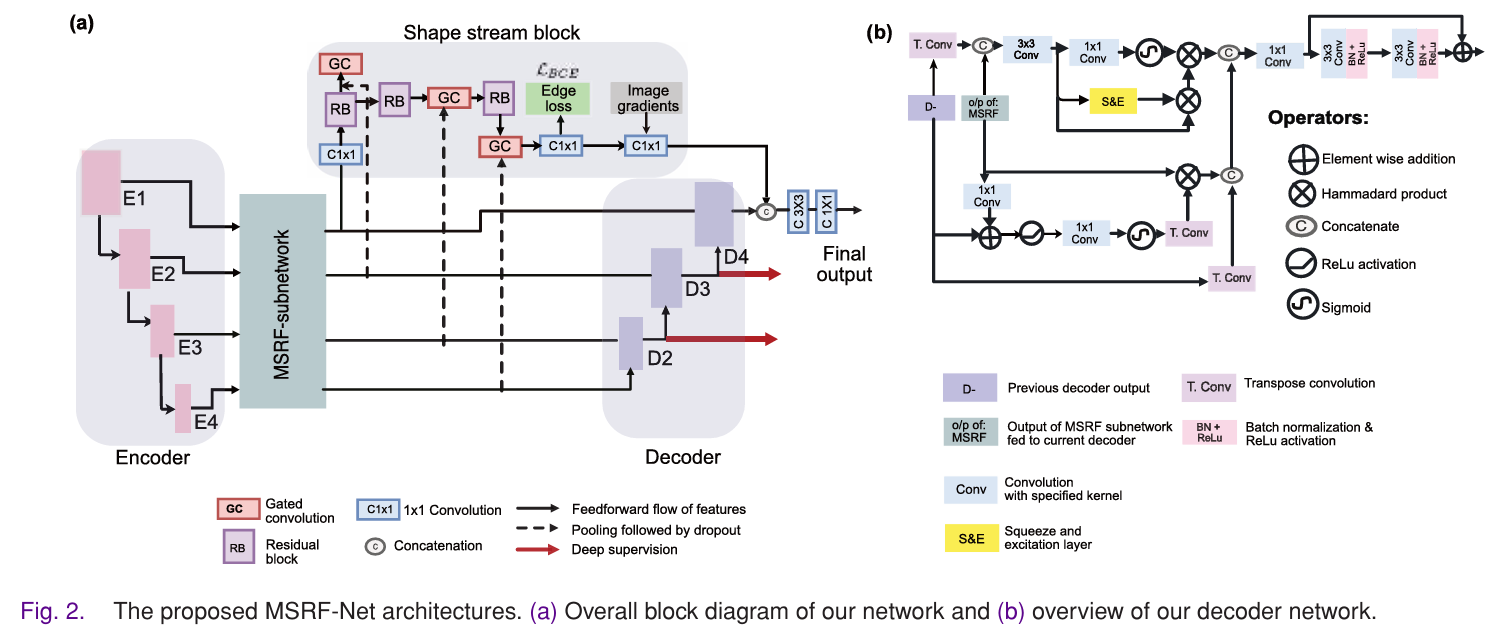 (a)
Shape stream block
GC
RB
C1x1
RB
GC
RB
GC
ℒBCE
Edge
loss
C1x1
Image
gradients
C1x1
E1
E2
E3
E4
Encoder
MSRF-subnetwork
D4
D3
D2
Decoder
C
C 3X3
C 1X1
Final
output
GC
Gated
convolution
RB
Residual
block
C1x1
1x1 Convolution
C
Concatenation
Feedforward flow of features
Pooling followed by dropout
Deep supervision
(b)
T. Conv
C
3x3
Conv
1x1
Conv
C
1x1
Conv
3x3
Conv
BN +
ReLu
3x3
Conv
BN +
ReLu
D-
o/p of:
MSRF
S&E
1x1
Conv
C
1x1
Conv
T. Conv
T. Conv
Operators:
Element wise addition
Hammadard product
C
Concatenate
ReLu activation
Sigmoid
D-
Previous decoder output
T. Conv
Transpose convolution
o/p of:
MSRF
Output of MSRF subnetwork
fed to current decoder
BN +
ReLu
Batch normalization &
ReLu activation
Conv
Convolution
with specified kernel
S&E
Squeeze and
excitation layer
Fig. 2. The proposed MSRF-Net architectures. (a) Overall block diagram of our network and (b) overview of our decoder network.